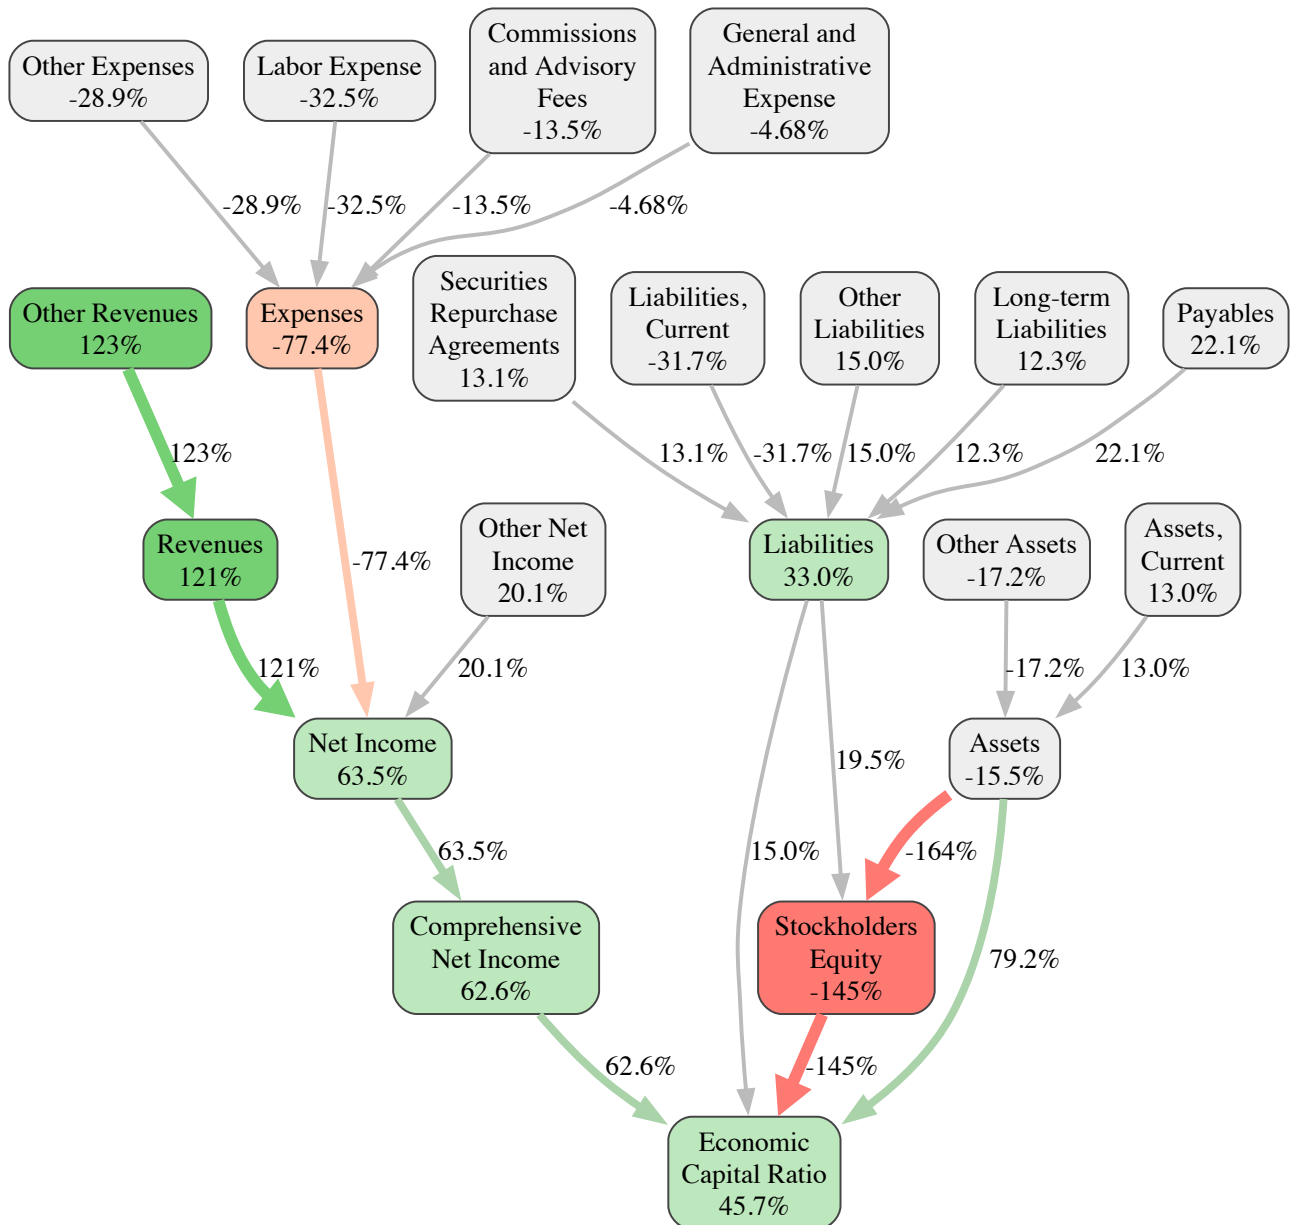 Other Expenses
-28.9%
Labor Expense
-32.5%
Commissions
and Advisory
Fees
-13.5%
General and
Administrative
Expense
-4.68%
-28.9%
-32.5%
-13.5%
-4.68%
Other Revenues
123%
Expenses
-77.4%
Securities
Repurchase
Agreements
13.1%
Liabilities,
Current
-31.7%
Other
Liabilities
15.0%
Long-term
Liabilities
12.3%
Payables
22.1%
123%
13.1%
-31.7%
15.0%
12.3%
22.1%
Revenues
121%
-77.4%
Other Net
Income
20.1%
Liabilities
33.0%
Other Assets
-17.2%
Assets,
Current
13.0%
121%
20.1%
-17.2%
13.0%
Net Income
63.5%
19.5%
Assets
-15.5%
63.5%
15.0%
-164%
Comprehensive
Net Income
62.6%
Stockholders
Equity
-145%
79.2%
62.6%
-145%
Economic
Capital Ratio
45.7%